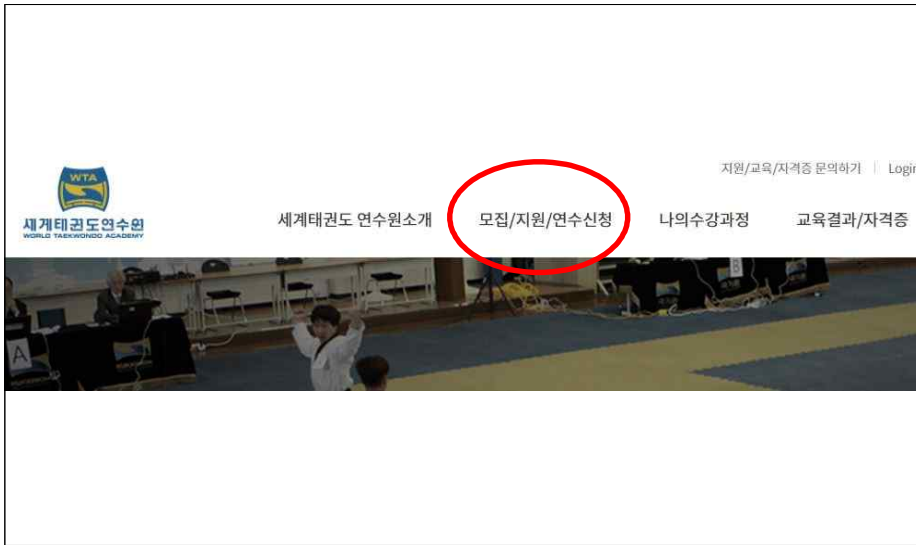 지원/교육/자격증 문의하기 | Login
WTA
세계태권도연수원
WORLD TAEKWONDO ACADEMY
세계태권도 연수원소개 모집/지원/연수신청 나의수강과정 교육결과/자격증
B
A